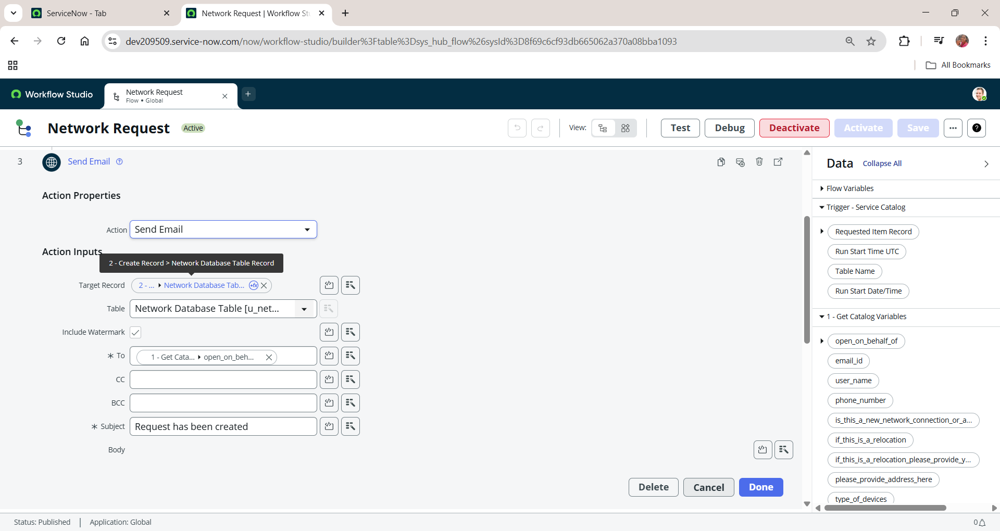 ServiceNow - Tab
Network Request | Workflow Stu
dev209509.service-now.com/now/workflow-studio/builder%3Ftable%3Dsys_hub_flow%26sysId%3D8f69c6cf93db665062a370a08bba1093
All Bookmarks
Workflow Studio
Network Request
Flow • Global
Network Request Active
View:
Test
Debug
Deactivate
Activate
Save
3
Send Email
Action Properties
Action
Send Email
Action Inputs
2 - Create Record > Network Database Table Record
Target Record
2 - ... Network Database Tab...
Table
Network Database Table [u_net...
Include Watermark
* To
1 - Get Cata... open_on_beh...
CC
BCC
* Subject
Request has been created
Body
Delete
Cancel
Done
Data
Collapse All
Flow Variables
Trigger - Service Catalog
Requested Item Record
Run Start Time UTC
Table Name
Run Start Date/Time
1 - Get Catalog Variables
open_on_behalf_of
email_id
user_name
phone_number
is_this_a_new_network_connection_or_a...
if_this_is_a_relocation
if_this_is_a_relocation_please_provide_y...
please_provide_address_here
type_of_devices
Status: Published
Application: Global
0